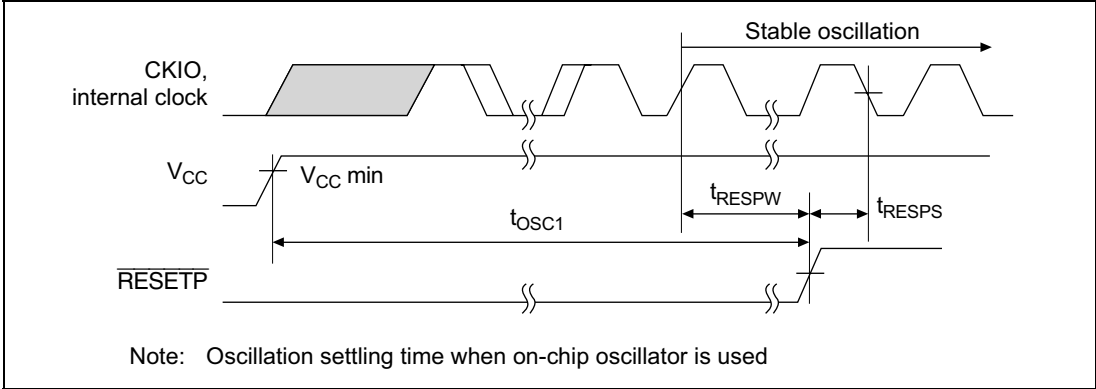 Stable oscillation
CKIO,
internal clock
VCC
VCC min
tRESPW
tRESPS
tOSC1
RESETP
Note: Oscillation settling time when on-chip oscillator is used